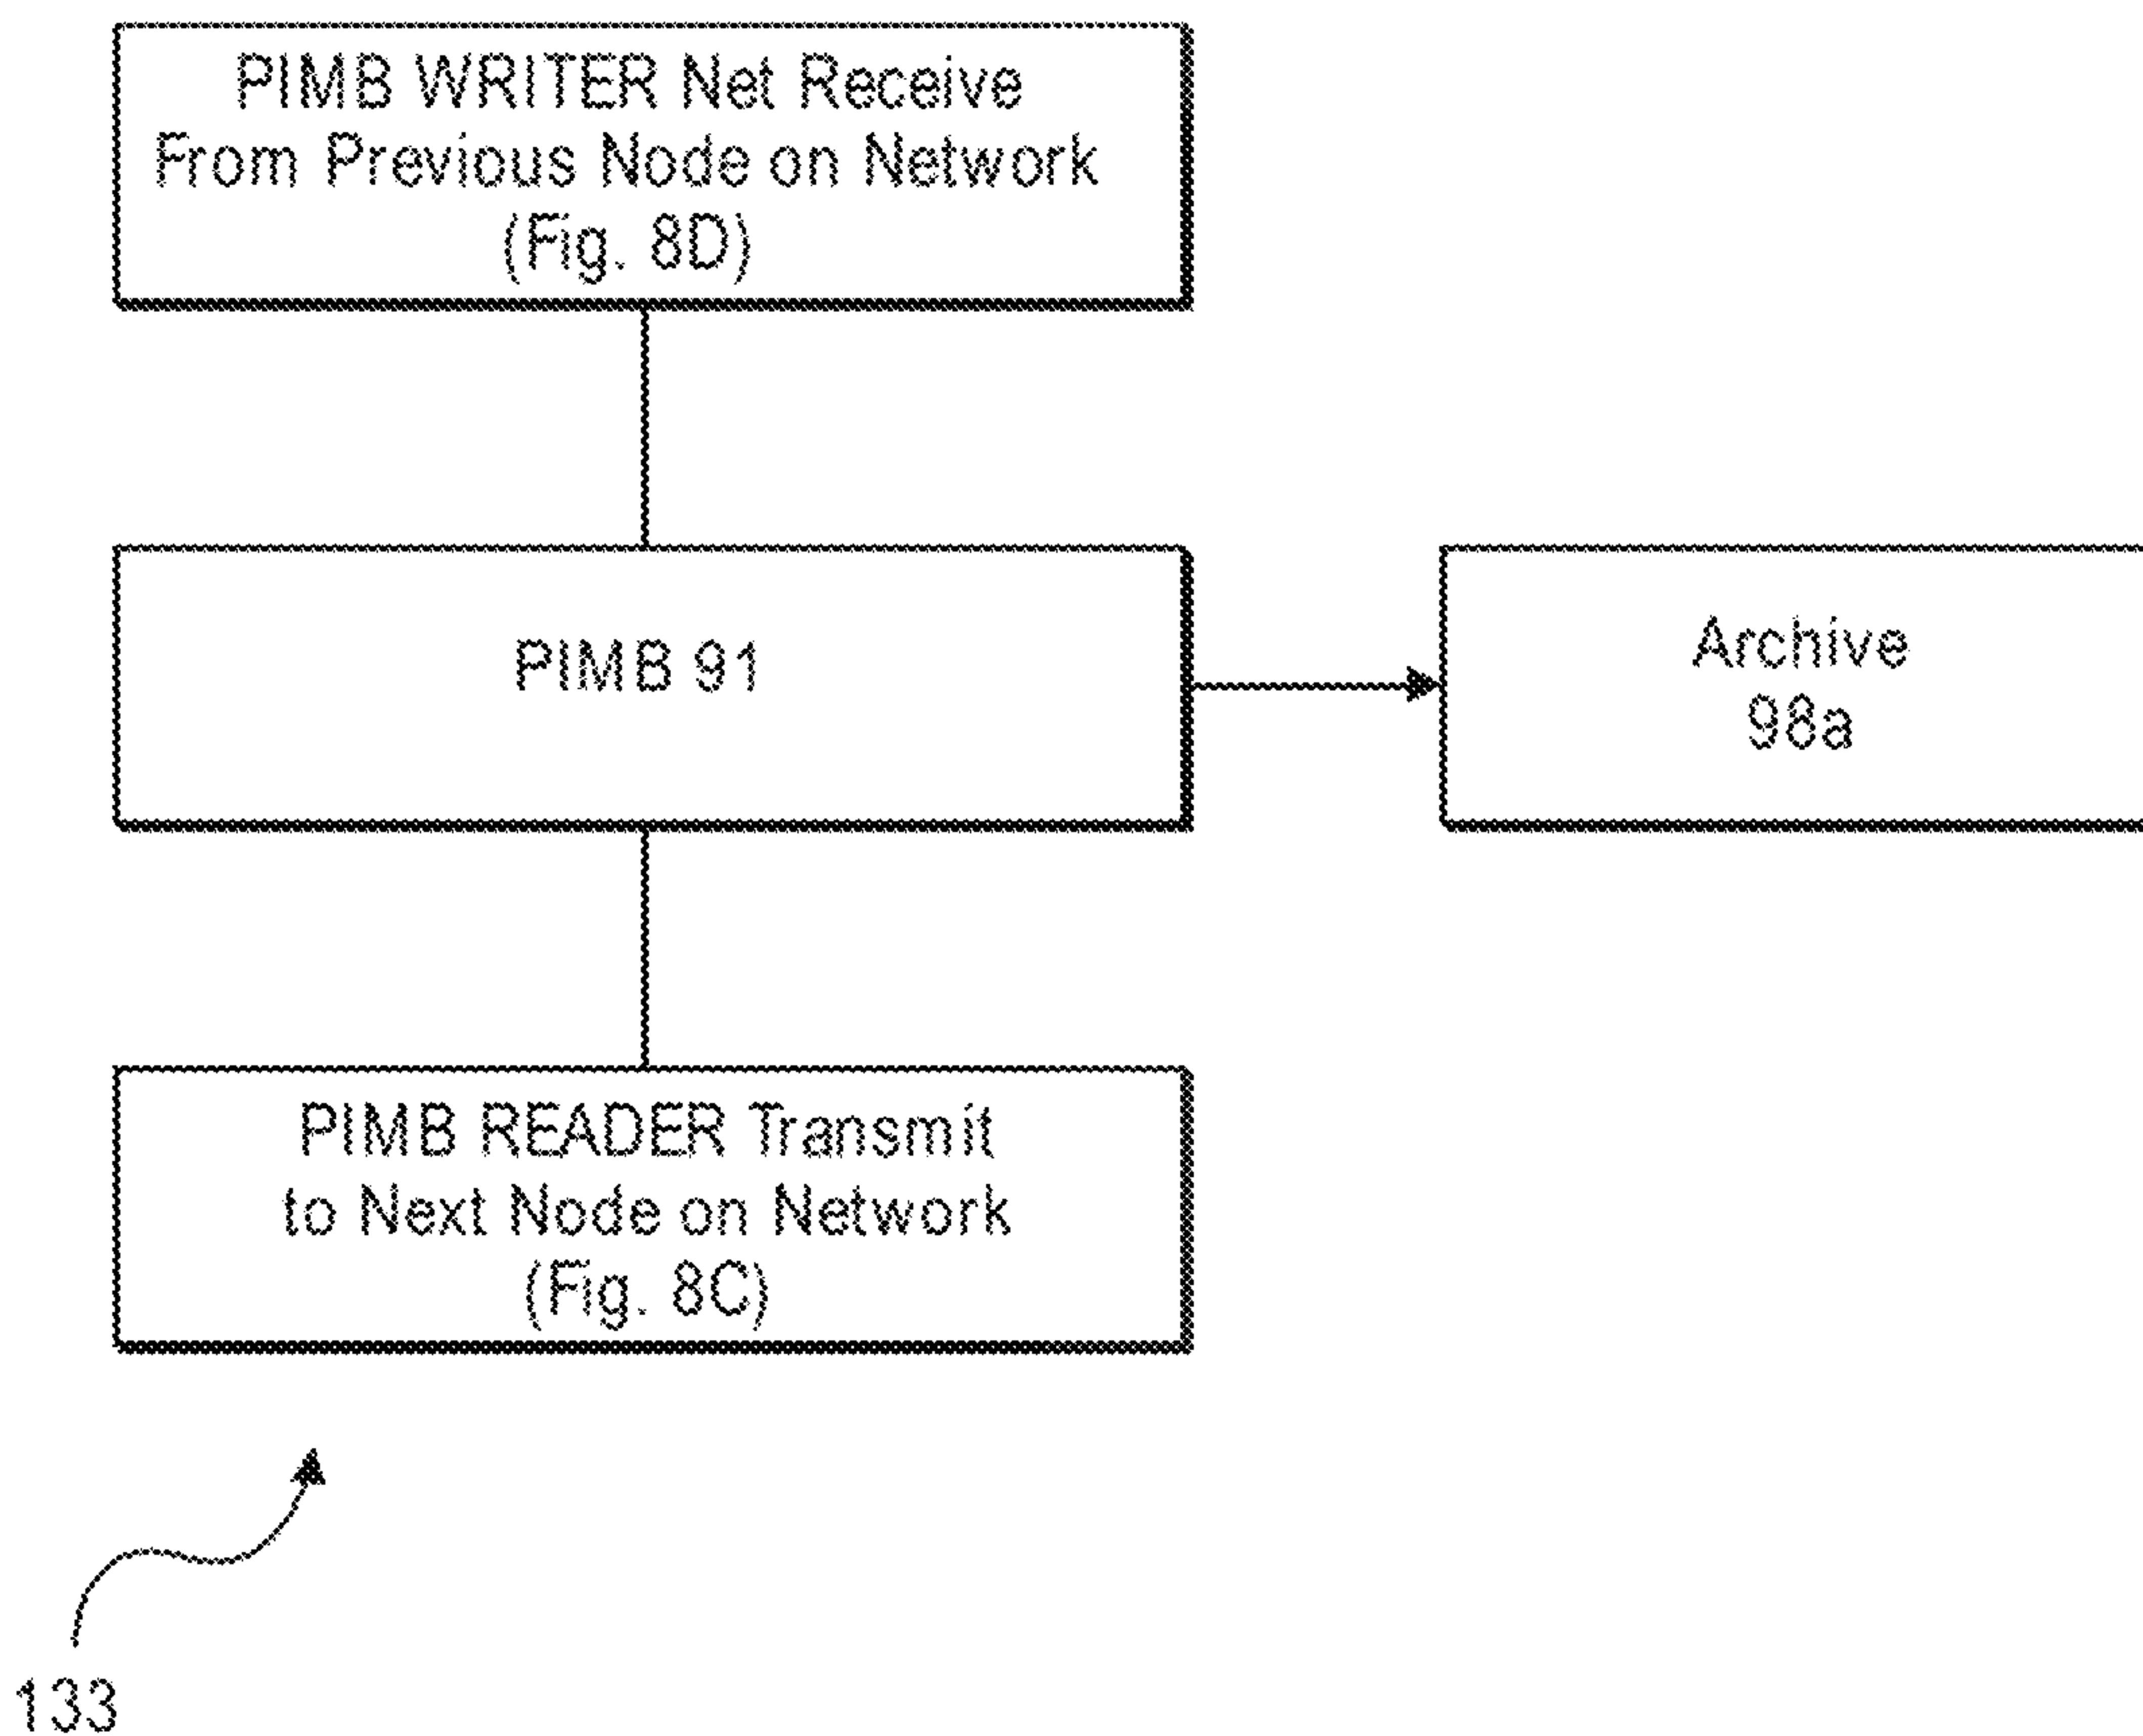 PIMB WRITER Net Receive
From Previous Node on Network
(Fig. 8D)
PIMB 91
Archive
98a
PIMB READER Transmit
to Next Node on Network
(Fig. 8C)
133